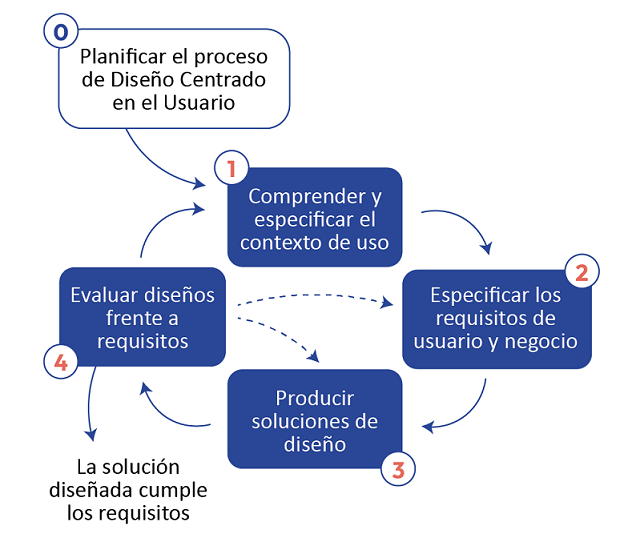 0
Planificar el proceso
de Diseño Centrado
en el Usuario
1
Comprender y
especificar el
contexto de uso
2
Especificar los
requisitos de
usuario y negocio
Producir
soluciones de
diseño
3
Evaluar diseños
frente a
requisitos
4
La solución
diseñada cumple
los requisitos